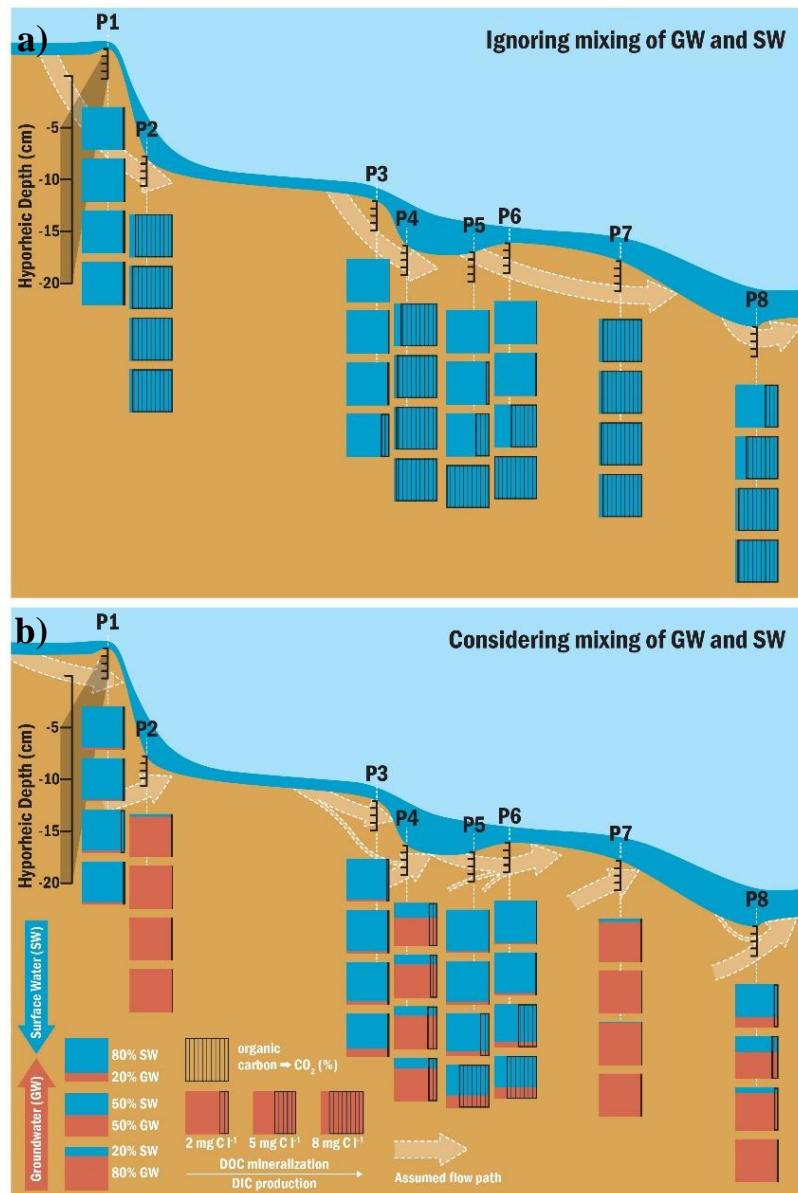 a)
Ignoring mixing of GW and SW
P1
P2
P3
P4
P5
P6
P7
P8
Hyporheic Depth (cm)
-5
-10
-15
-20
b)
Considering mixing of GW and SW
P1
P2
P3
P4
P5
P6
P7
P8
Hyporheic Depth (cm)
-5
-10
-15
-20
Surface Water (SW)
Groundwater (GW)
80% SW
20% GW
50% SW
50% GW
20% SW
80% GW
organic
carbon ➡ CO₂ (%)
2 mg C l⁻¹
5 mg C l⁻¹
8 mg C l⁻¹
DOC mineralization
DIC production
Assumed flow path